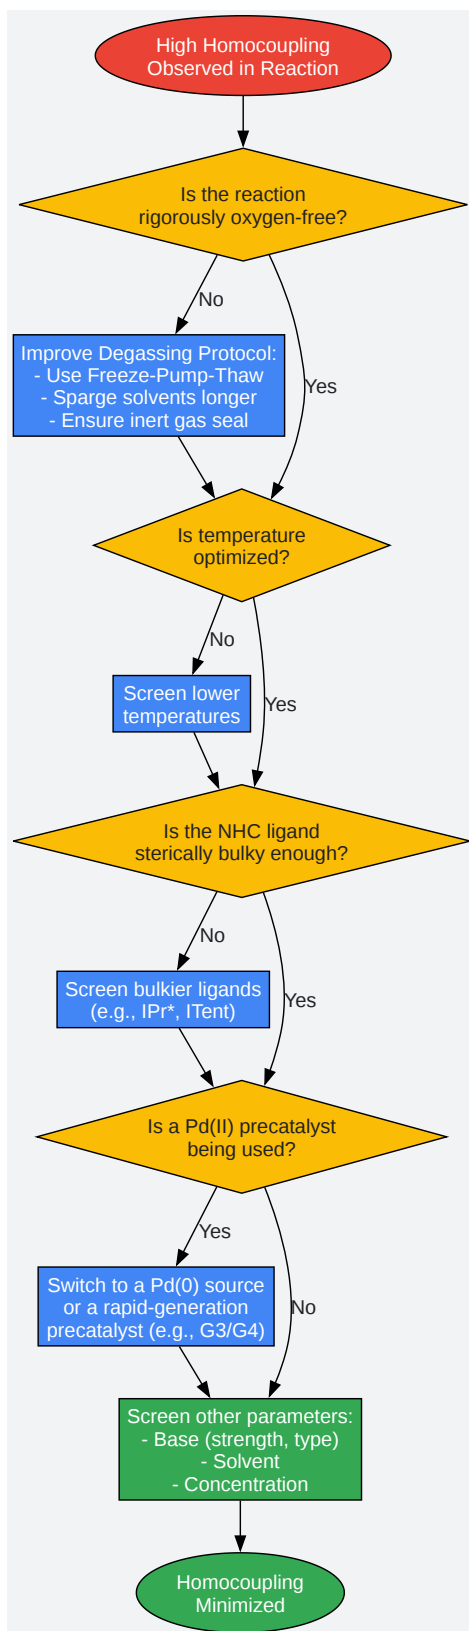 High Homocoupling
Observed in Reaction
Is the reaction
rigorously oxygen-free?
No
Improve Degassing Protocol:
- Use Freeze-Pump-Thaw
- Sparge solvents longer
- Ensure inert gas seal
Yes
Is temperature
optimized?
No
Screen lower
temperatures
Yes
Is the NHC ligand
sterically bulky enough?
No
Screen bulkier ligands
(e.g., IPr*, ITent)
Yes
Is a Pd(II) precatalyst
being used?
Yes
Switch to a Pd(0) source
or a rapid-generation
precatalyst (e.g., G3/G4)
No
Screen other parameters:
- Base (strength, type)
- Solvent
- Concentration
Homocoupling
Minimized